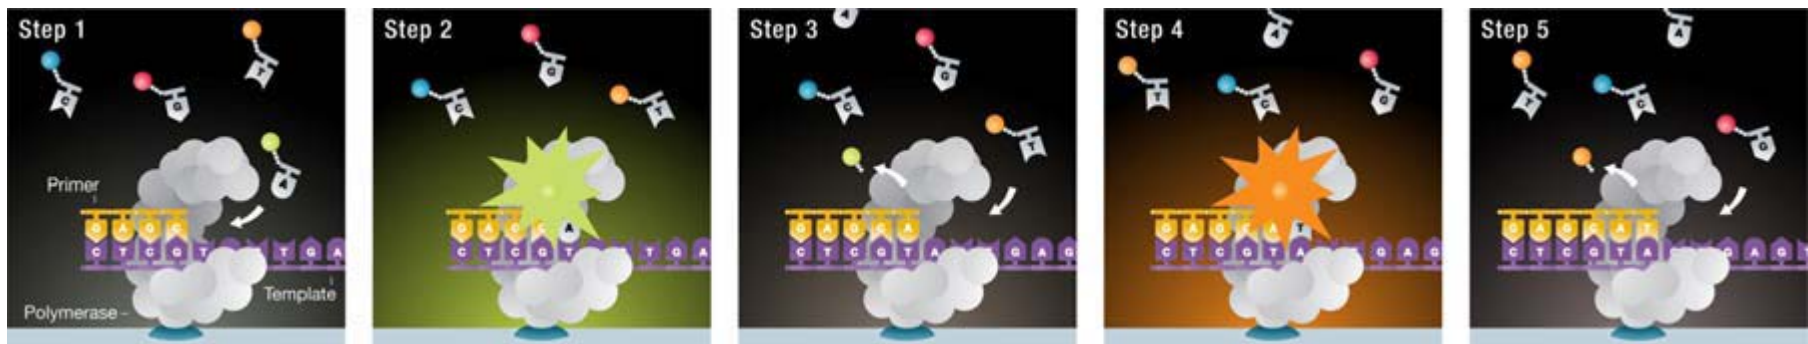 Step 1
T
C
G
A
Primer
G A G C
C T C G T T G A
Template
Polymerase
Step 2
G
C
T
G A G A
C T C G T T G A
Step 3
A
G
C
T
G A G C A
C T C G T A G A G
Step 4
A
T
C
G
G A G A T
C T C G T A G A G
Step 5
A
T
C
G
G A G C A T
C T C G T A G A G